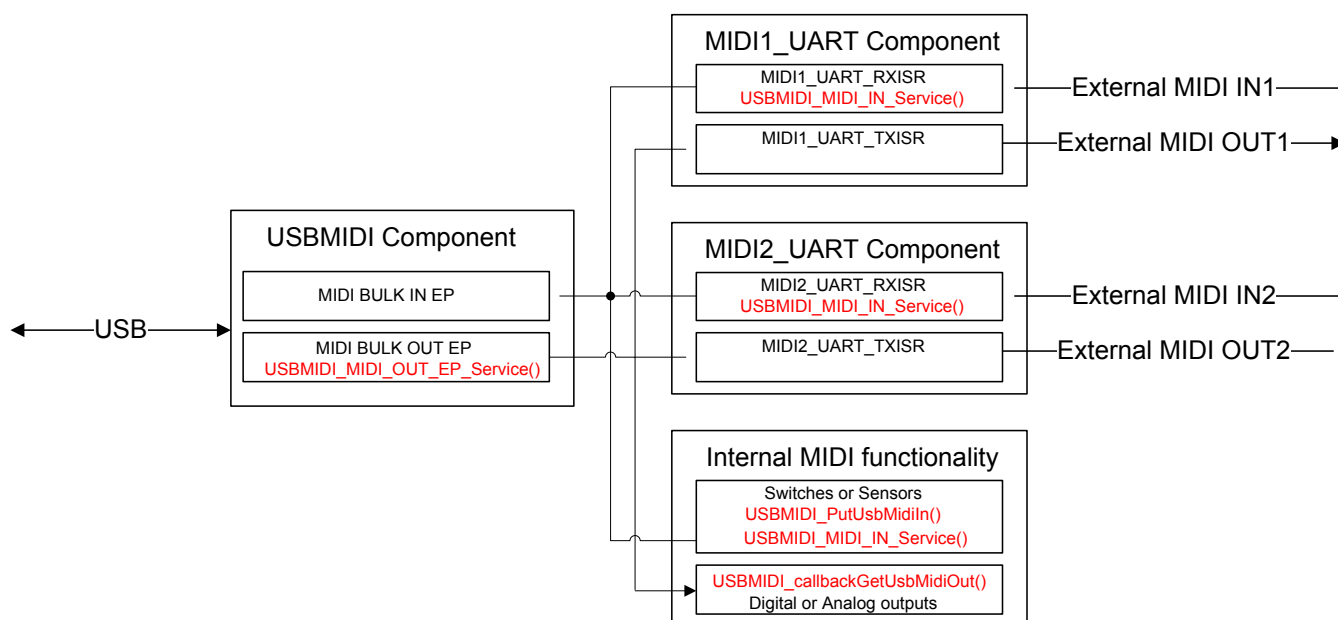 MIDI1_UART Component
MIDI1_UART_RXISR
USBMIDI_MIDI_IN_Service()
External MIDI IN1
MIDI1_UART_TXISR
External MIDI OUT1
USBMIDI Component
MIDI BULK IN EP
USB
MIDI BULK OUT EP
USBMIDI_MIDI_OUT_EP_Service()
MIDI2_UART Component
MIDI2_UART_RXISR
USBMIDI_MIDI_IN_Service()
External MIDI IN2
MIDI2_UART_TXISR
External MIDI OUT2
Internal MIDI functionality
Switches or Sensors
USBMIDI_PutUsbMidiIn()
USBMIDI_MIDI_IN_Service()
USBMIDI_callbackGetUsbMidiOut()
Digital or Analog outputs